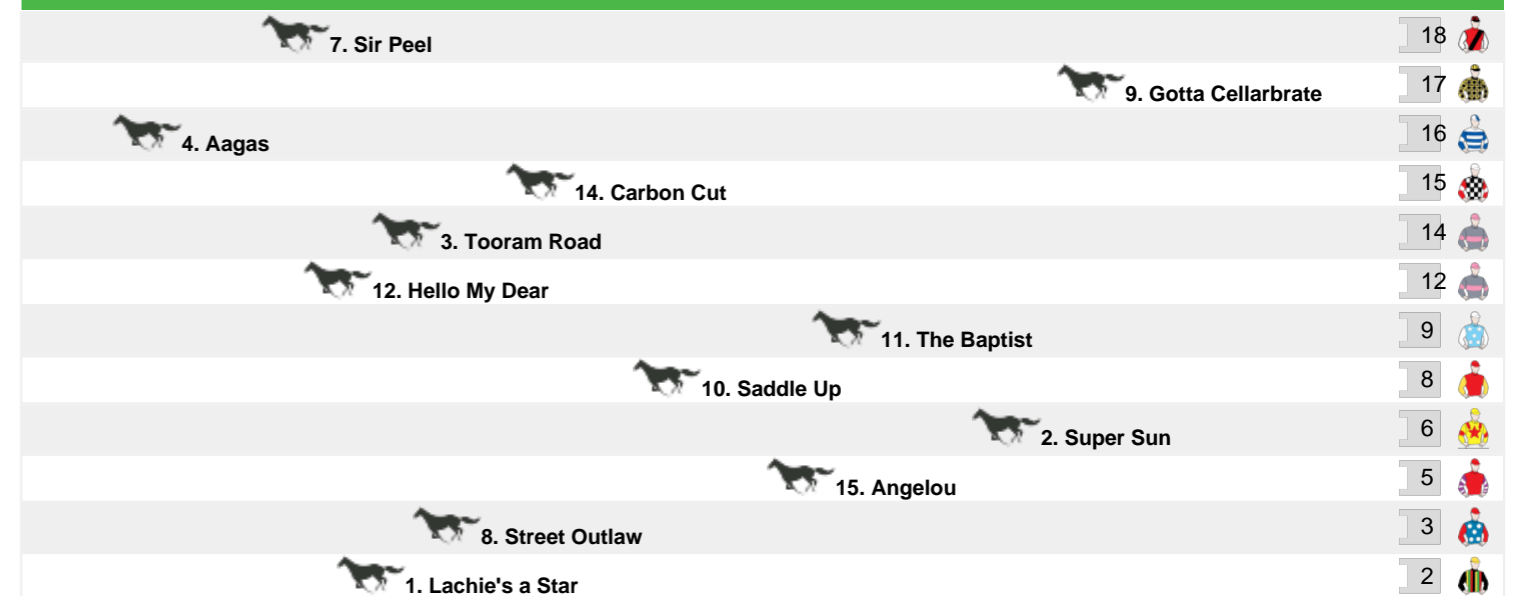 7. Sir Peel 18
9. Gotta Cellarbrate 17
4. Aagas 16
14. Carbon Cut 15
3. Tooram Road 14
12. Hello My Dear 12
11. The Baptist 9
10. Saddle Up 8
2. Super Sun 6
15. Angelou 5
8. Street Outlaw 3
1. Lachie's a Star 2